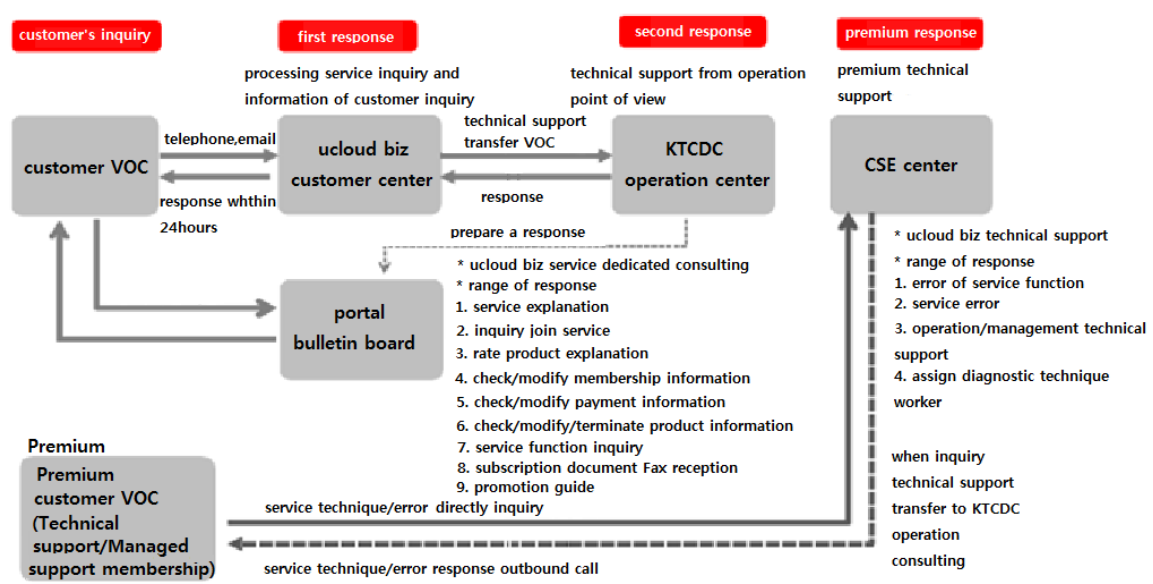 customer's inquiry
first response
second response
premium response
processing service inquiry and
information of customer inquiry
technical support from operation
point of view
premium technical
support
customer VOC
telephone,email
response whthin
24hours
ucloud biz
customer center
technical support
transfer VOC
response
KTCDC
operation center
CSE center
prepare a response
portal
bulletin board
* ucloud biz service dedicated consulting
* range of response
1. service explanation
2. inquiry join service
3. rate product explanation
4. check/modify membership information
5. check/modify payment information
6. check/modify/terminate product information
7. service function inquiry
8. subscription document Fax reception
9. promotion guide
* ucloud biz technical support
* range of response
1. error of service function
2. service error
3. operation/management technical
support
4. assign diagnostic technique
worker
when inquiry
technical support
transfer to KTCDC
operation
consulting
Premium
Premium
customer VOC
(Technical
support/Managed
support membership)
service technique/error directly inquiry
service technique/error response outbound call